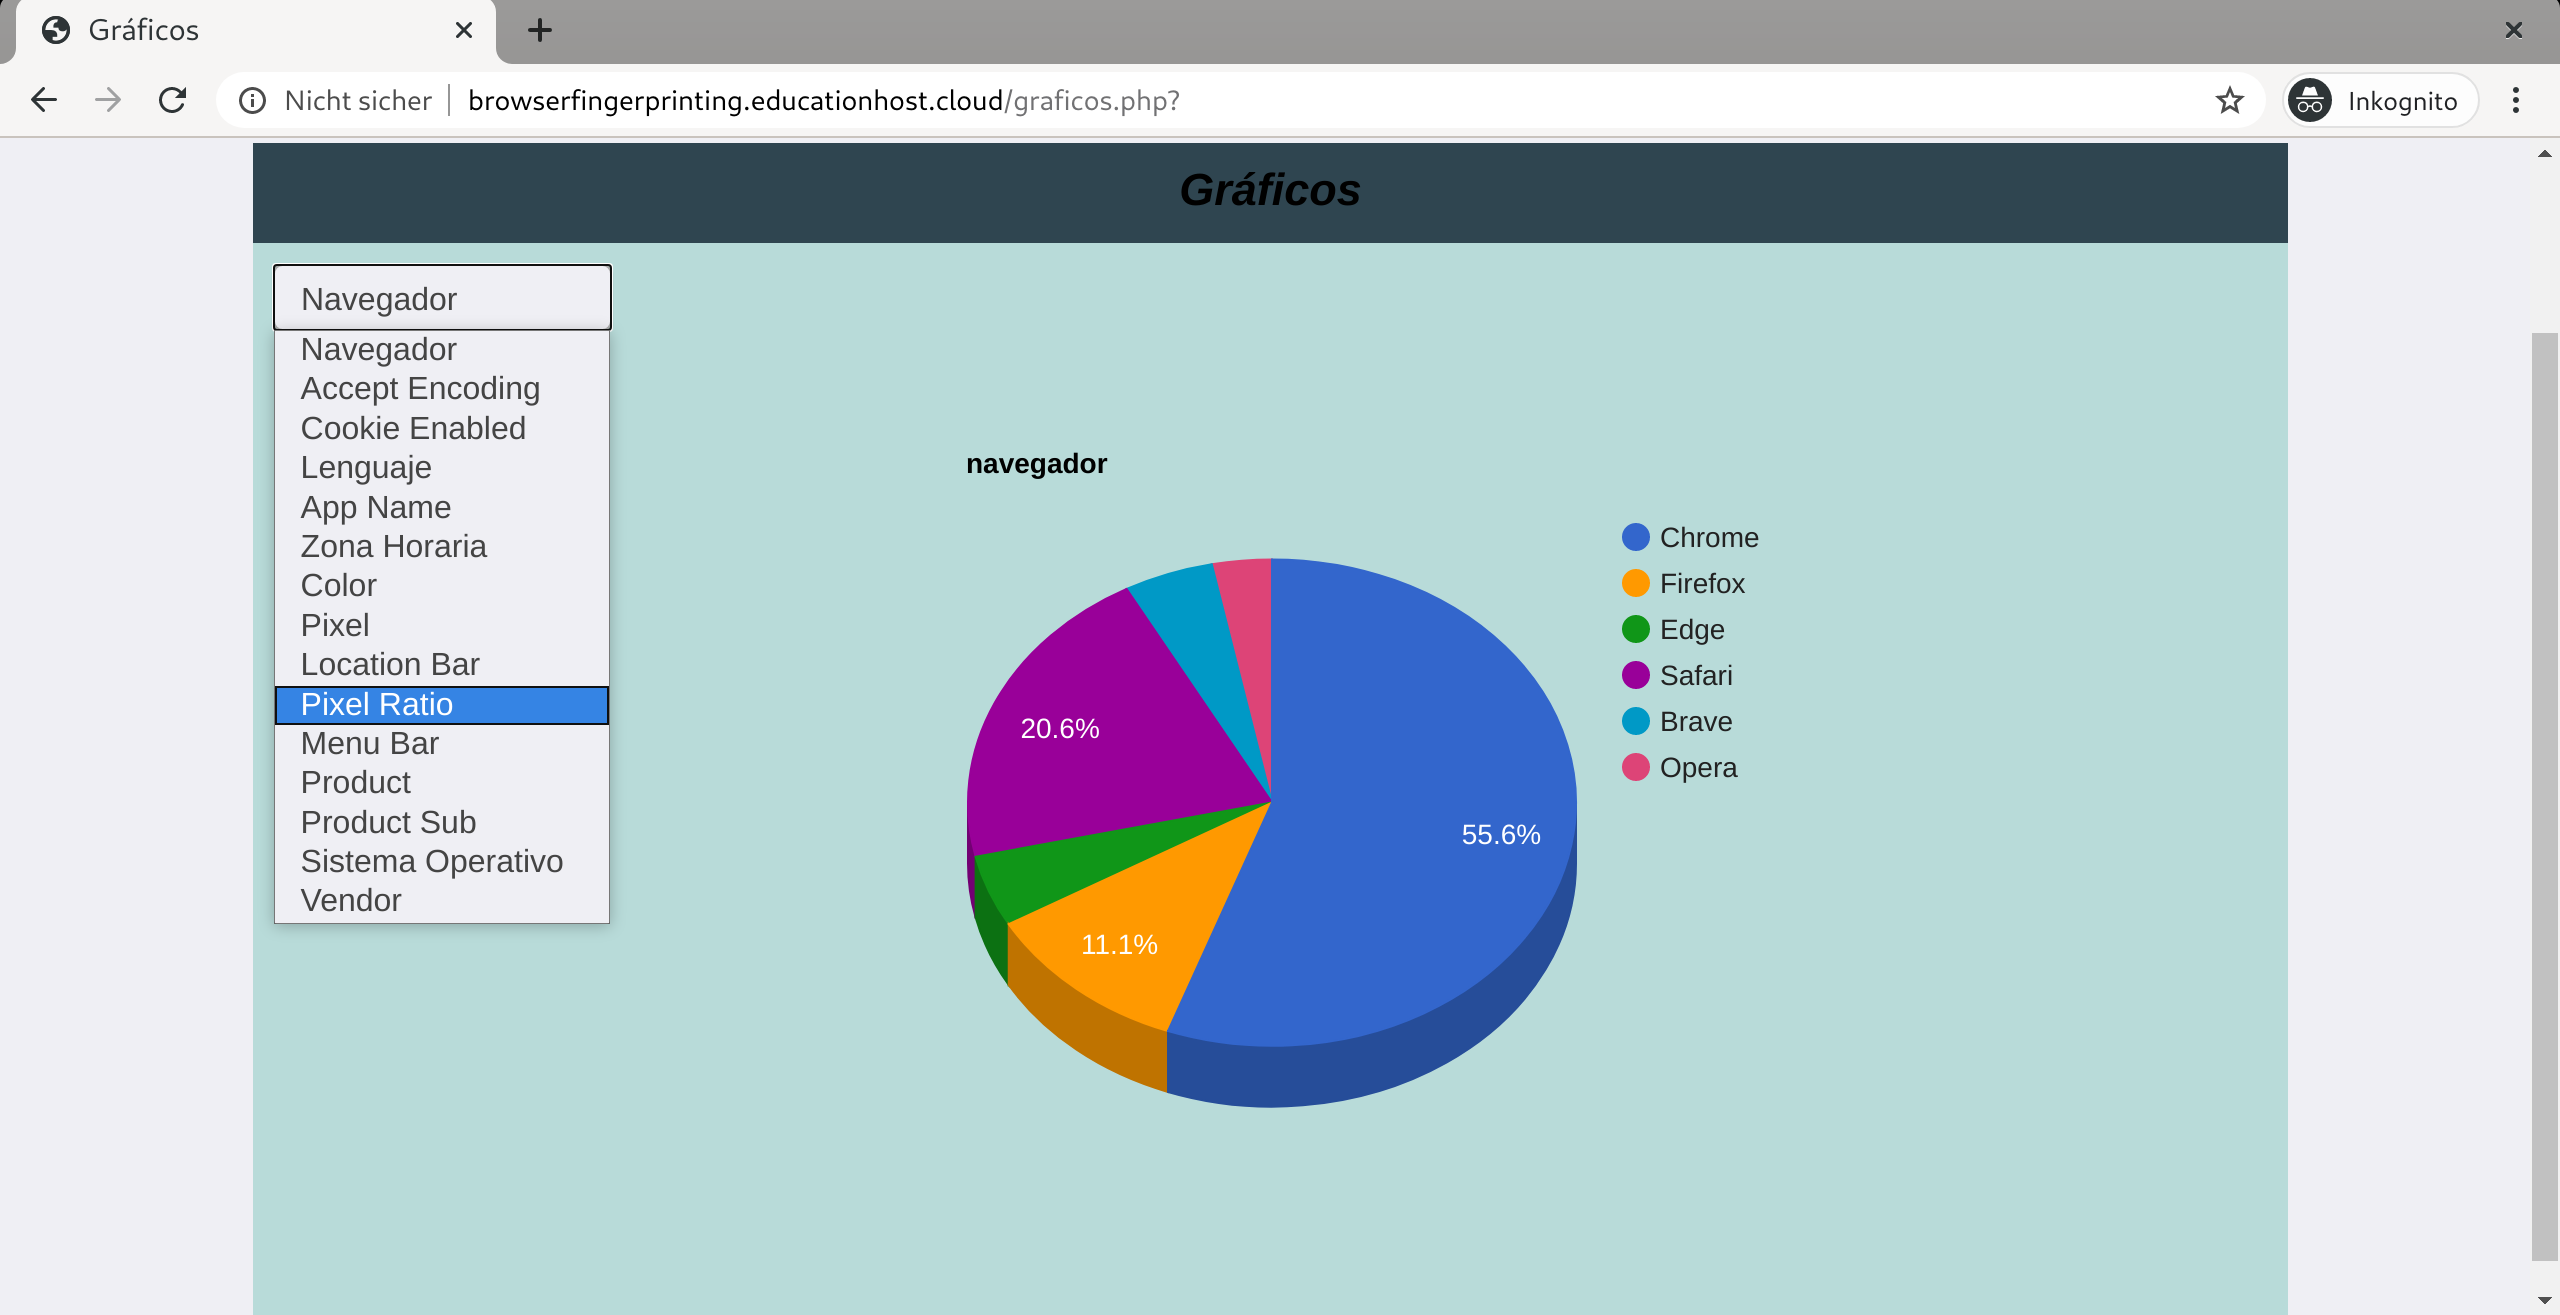 Gráficos
Nicht sicher browserfingerprinting.educationhost.cloud/graficos.php?
Inkognito
Gráficos
Navegador
Navegador
Accept Encoding
Cookie Enabled
Lenguaje
App Name
Zona Horaria
Color
Pixel
Location Bar
Pixel Ratio
Menu Bar
Product
Product Sub
Sistema Operativo
Vendor
navegador
Chrome
Firefox
Edge
Safari
Brave
Opera
20.6%
55.6%
11.1%